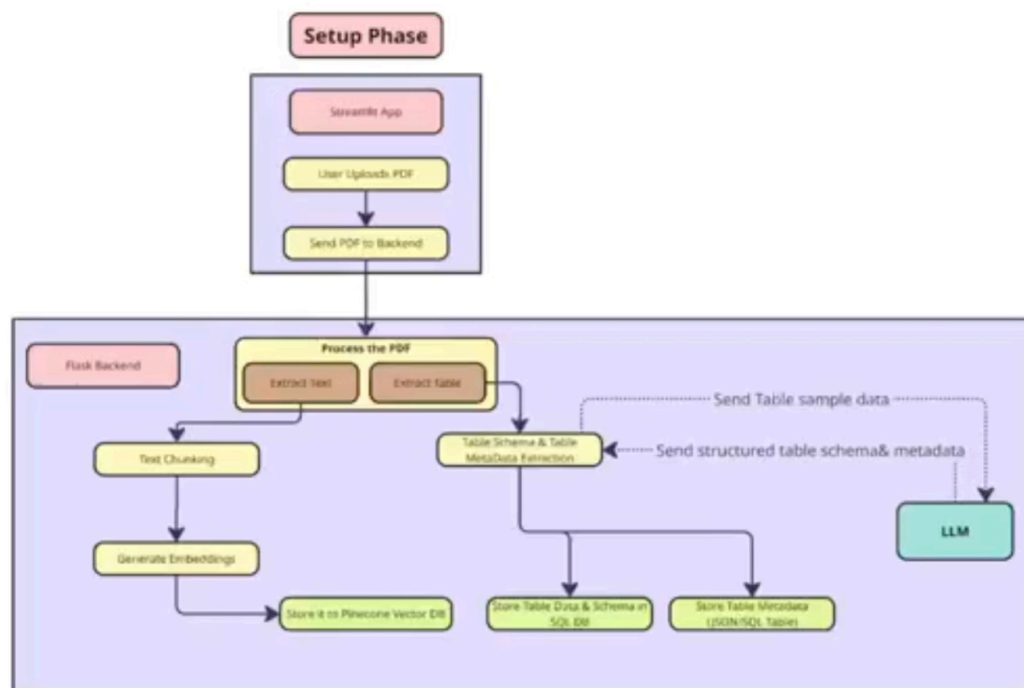 Setup Phase
Streamlit App
User Uploads PDF
Send PDF to Backend
Flask Backend
Process the PDF
Extract Text
Extract Table
Send Table sample data
Text Chunking
Table Schema & Table
MetaData Extraction
Send structured table schema& metadata
LLM
Generate Embeddings
Store it to Pinecone Vector DB
Store Table Data & Schema in
SQL DB
Store Table Metadata
(JSON/SQL Table)